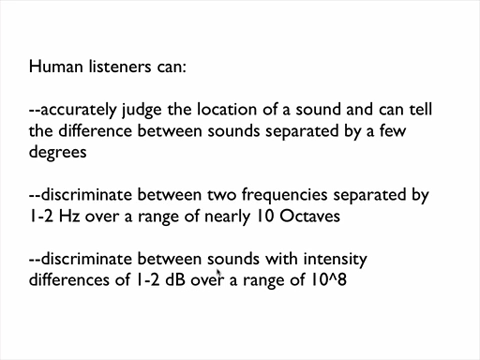 Human listeners can:
--accurately judge the location of a sound and can tell
the difference between sounds separated by a few
degrees
--discriminate between two frequencies separated by
1-2 Hz over a range of nearly 10 Octaves
--discriminate between sounds with intensity
differences of 1-2 dB over a range of 10^8